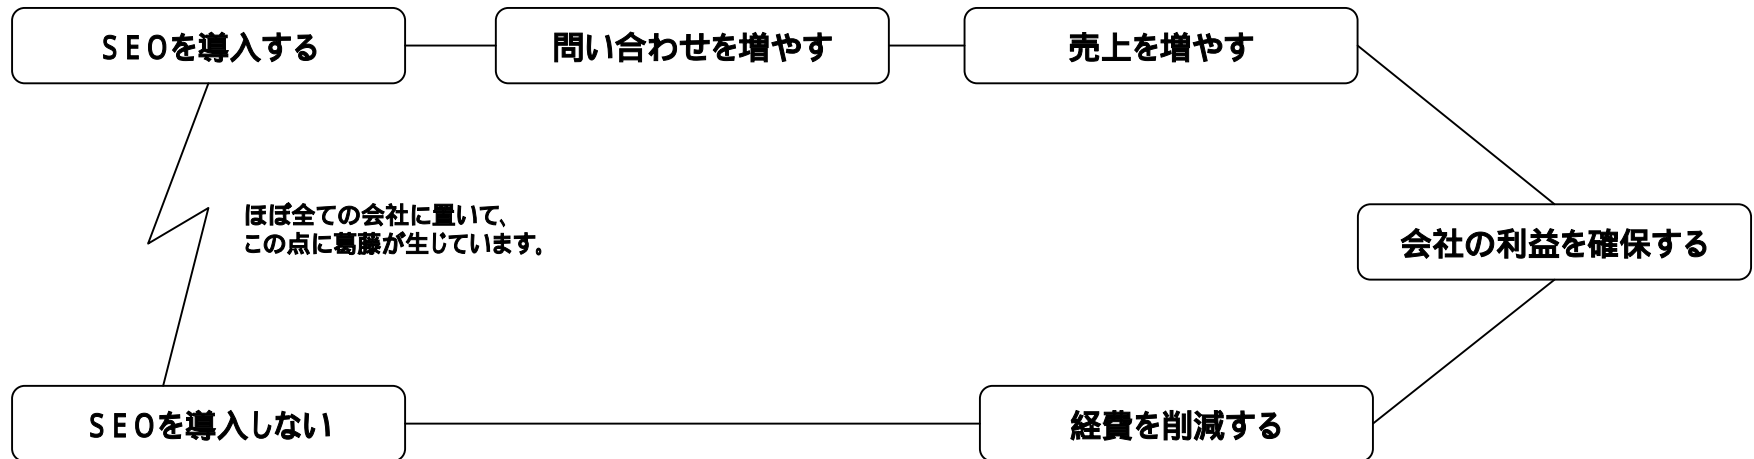 ＳＥＯを導入する
問い合わせを増やす
売上を増やす
ほぼ全ての会社に置いて、
この点に葛藤が生じています。
会社の利益を確保する
ＳＥＯを導入しない
経費を削減する